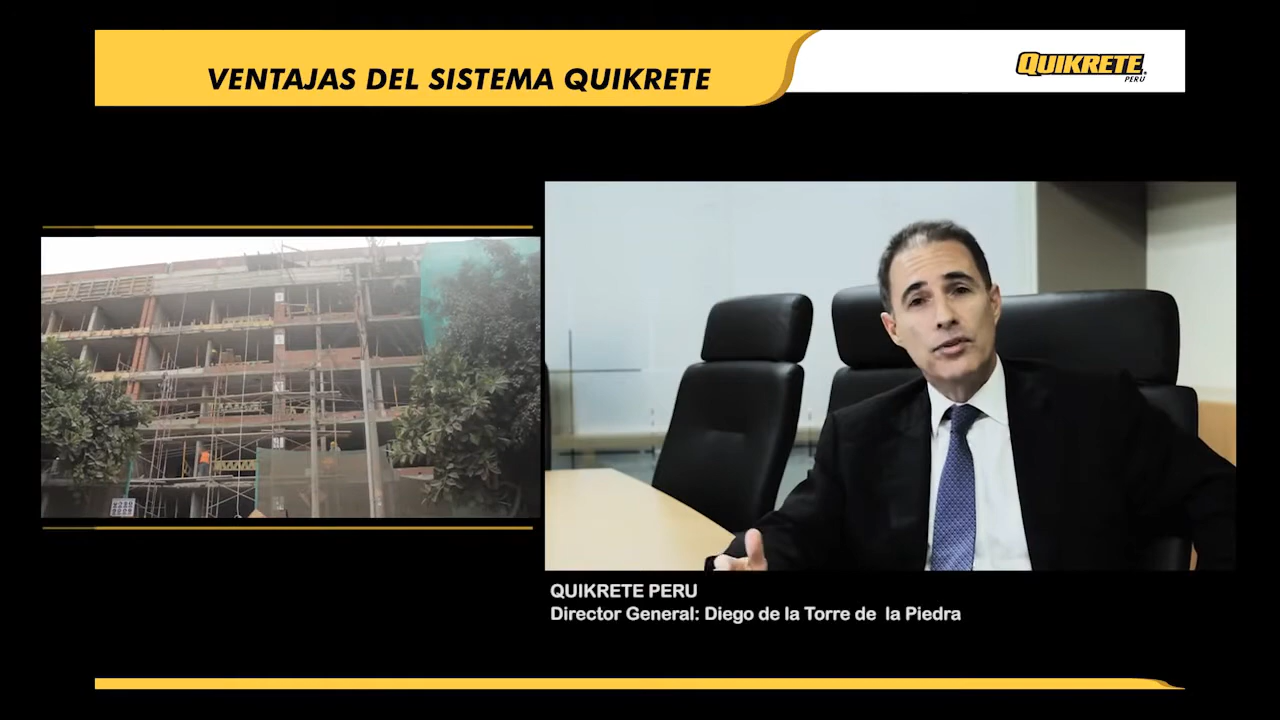 VENTAJAS DEL SISTEMA QUIKRETE
QUIKRETE
PERU
QUIKRETE PERU
Director General: Diego de la Torre de la Piedra